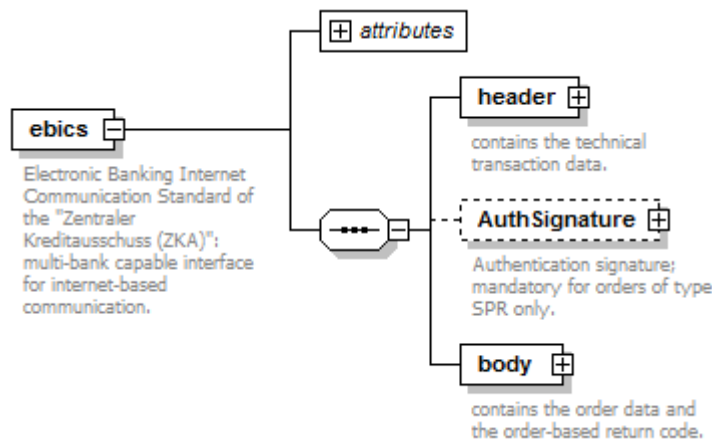 attributes
header
contains the technical
transaction data.
ebics
Electronic Banking Internet
Communication Standard of
the "Zentraler
Kreditausschuss (ZKA)":
multi-bank capable interface
for internet-based
communication.
AuthSignature
Authentication signature;
mandatory for orders of type
SPR only.
body
contains the order data and
the order-based return code.